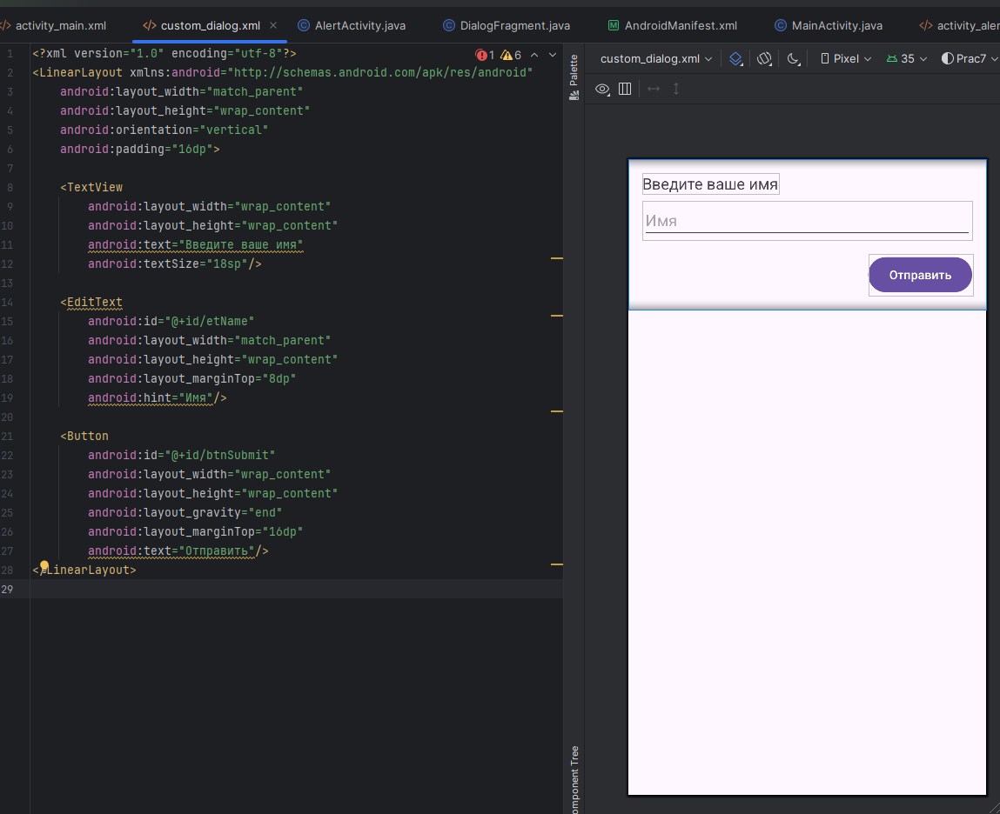 activity_main.xml
custom_dialog.xml
AlertActivity.java
DialogFragment.java
AndroidManifest.xml
MainActivity.java
1 <?xml version="1.0" encoding="utf-8"?>
1 6
2 <LinearLayout xmlns:android="http://schemas.android.com/apk/res/android"
3 android:layout_width="match_parent"
4 android:layout_height="wrap_content"
5 android:orientation="vertical"
6 android:padding="16dp">
7
8 <TextView
9 android:layout_width="wrap_content"
10 android:layout_height="wrap_content"
11 android:text="Введите ваше имя"
12 android:textSize="18sp"/>
13
14 <EditText
15 android:id="@+id/etName"
16 android:layout_width="match_parent"
17 android:layout_height="wrap_content"
18 android:layout_marginTop="8dp"
19 android:hint="Имя"/>
20
21 <Button
22 android:id="@+id/btnSubmit"
23 android:layout_width="wrap_content"
24 android:layout_height="wrap_content"
25 android:layout_gravity="end"
26 android:layout_marginTop="16dp"
27 android:text="Отправить"/>
28 </LinearLayout>
29
Palette
custom_dialog.xml
Pixel
35
Prac7
Введите ваше имя
Имя
Отправить